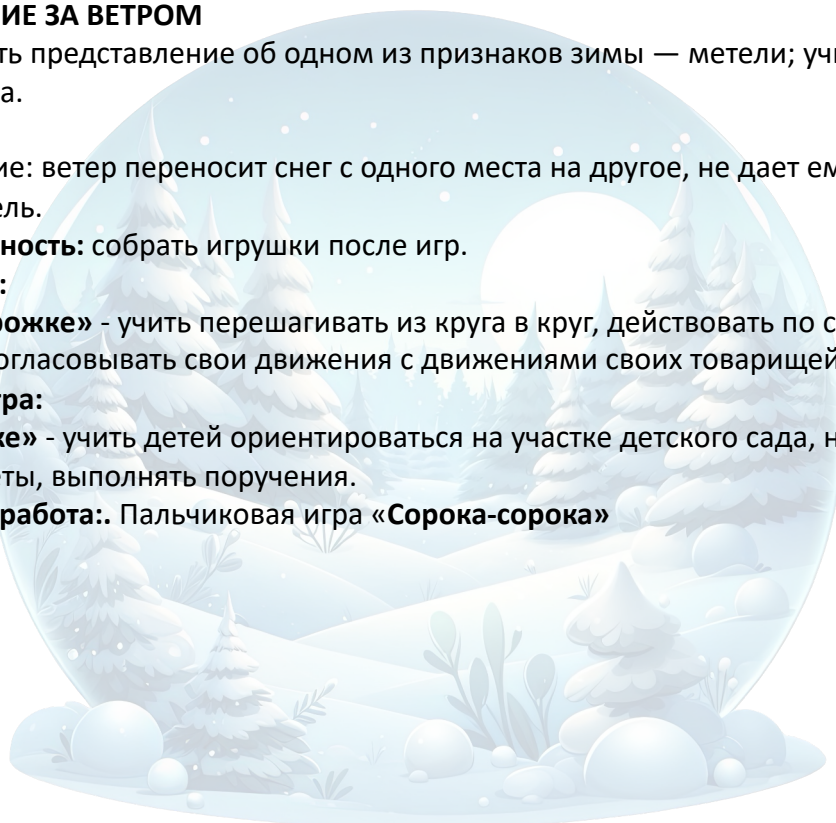 ИЕ ЗА ВЕТРОМ
ть представление об одном из признаков зимы — метели; уч
а.
ие: ветер переносит снег с одного места на другое, не дает ем
ель.
ность: собрать игрушки после игр.
:
рожке» - учить перешагивать из круга в круг, действовать по с
огласовывать свои движения с движениями своих товарищей
гра:
ке» - учить детей ориентироваться на участке детского сада, н
еты, выполнять поручения.
работа:. Пальчиковая игра «Сорока-сорока»